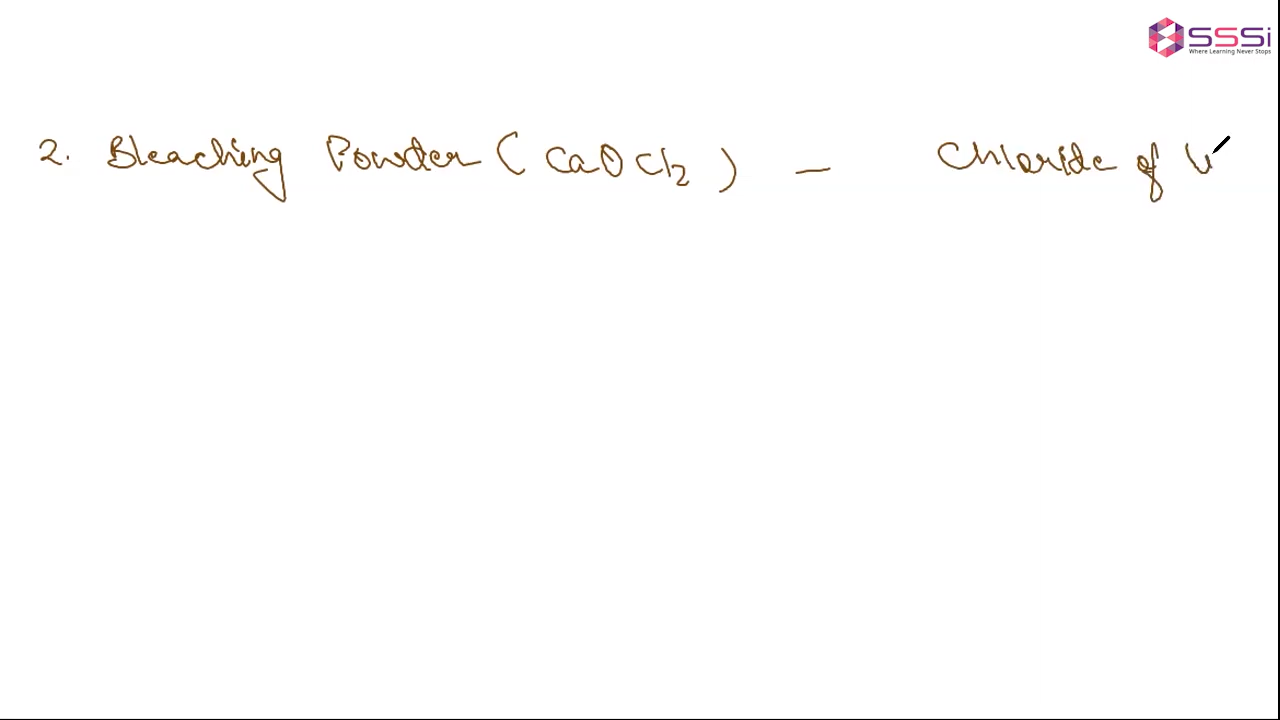 SSSi
Where Learning Never Stops
2. Bleaching Powder ( CaOCl₂ ) — Chloride of